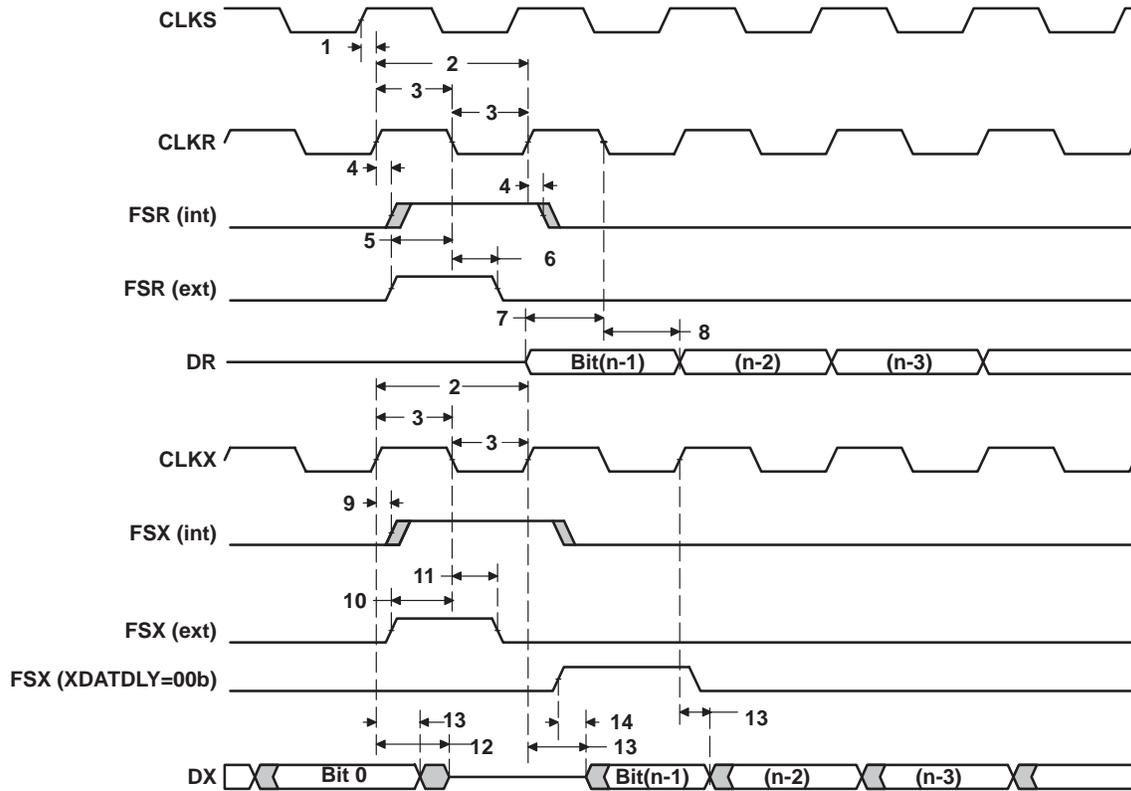 CLKS
1
2
3
3
CLKR
4
4
FSR (int)
5
6
FSR (ext)
7
8
DR
Bit(n-1)
(n-2)
(n-3)
2
3
3
CLKX
9
FSX (int)
11
10
FSX (ext)
FSX (XDATDLY=00b)
13
14
13
12
13
DX
Bit 0
Bit(n-1)
(n-2)
(n-3)